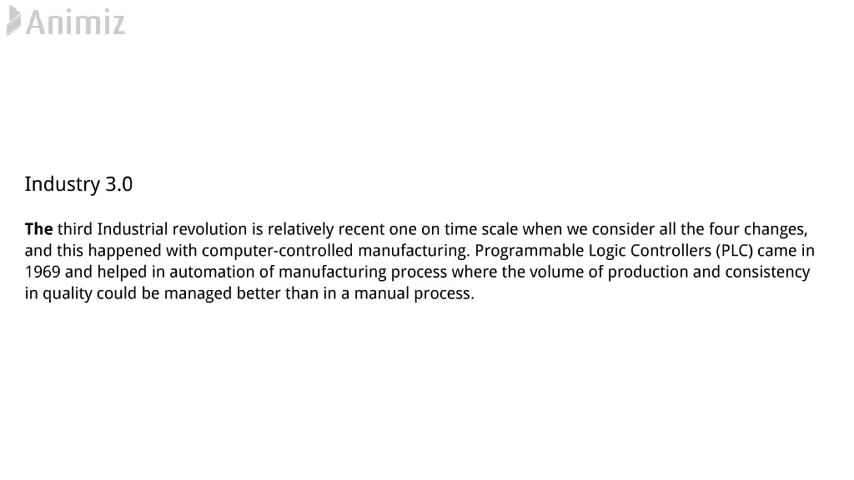 Animiz
Industry 3.0
The third Industrial revolution is relatively recent one on time scale when we consider all the four changes,
and this happened with computer-controlled manufacturing. Programmable Logic Controllers (PLC) came in
1969 and helped in automation of manufacturing process where the volume of production and consistency
in quality could be managed better than in a manual process.